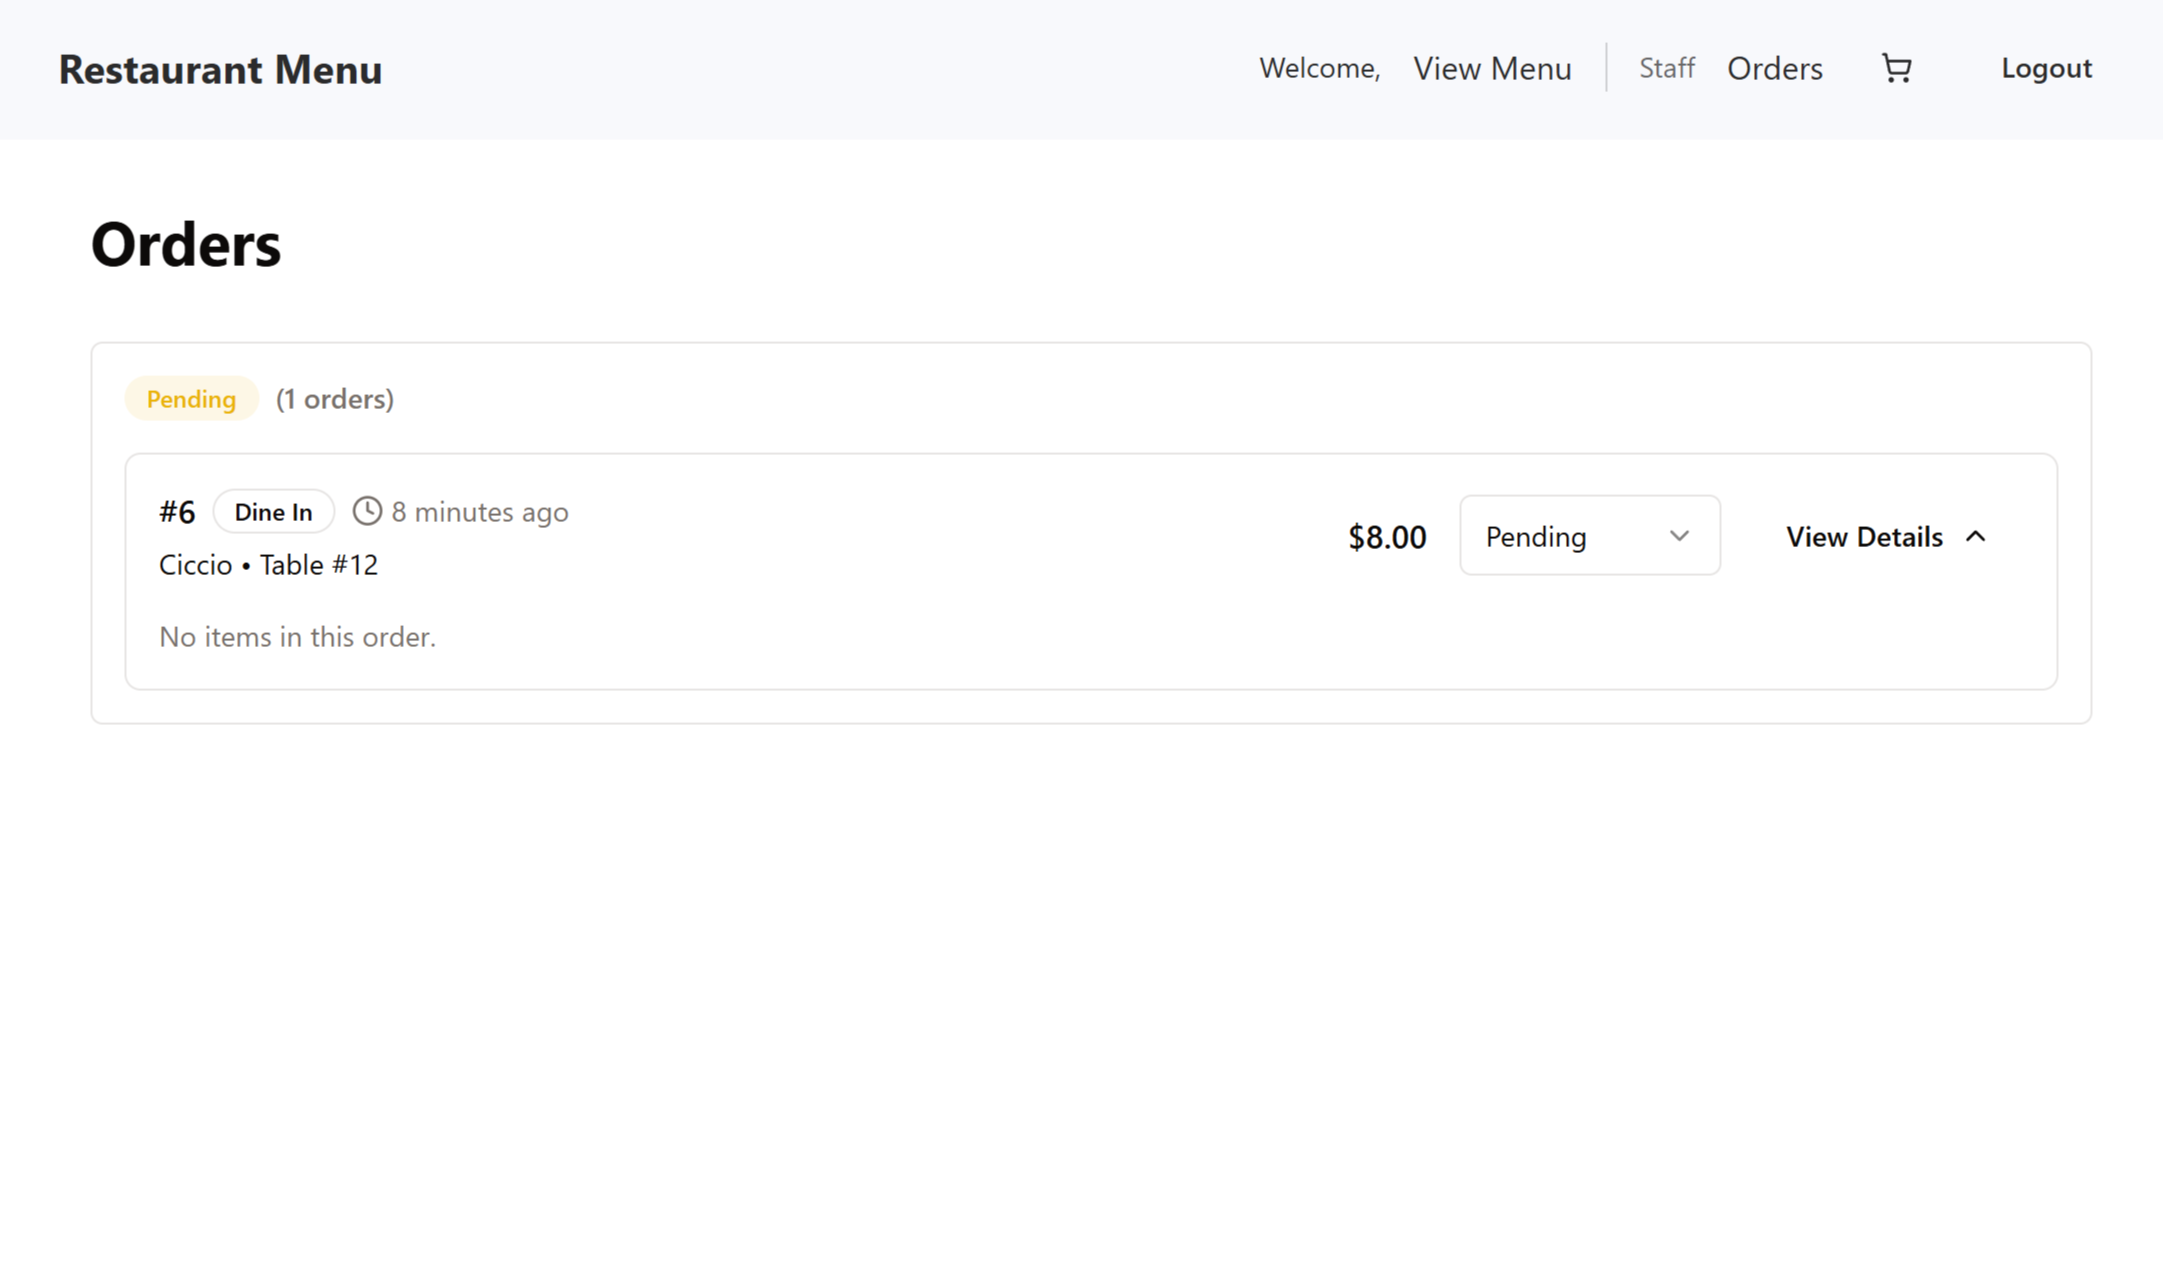 Restaurant Menu
Welcome, View Menu Staff Orders Logout
Orders
Pending (1 orders)
#6 Dine In 8 minutes ago
Ciccio • Table #12
$8.00 Pending View Details
No items in this order.